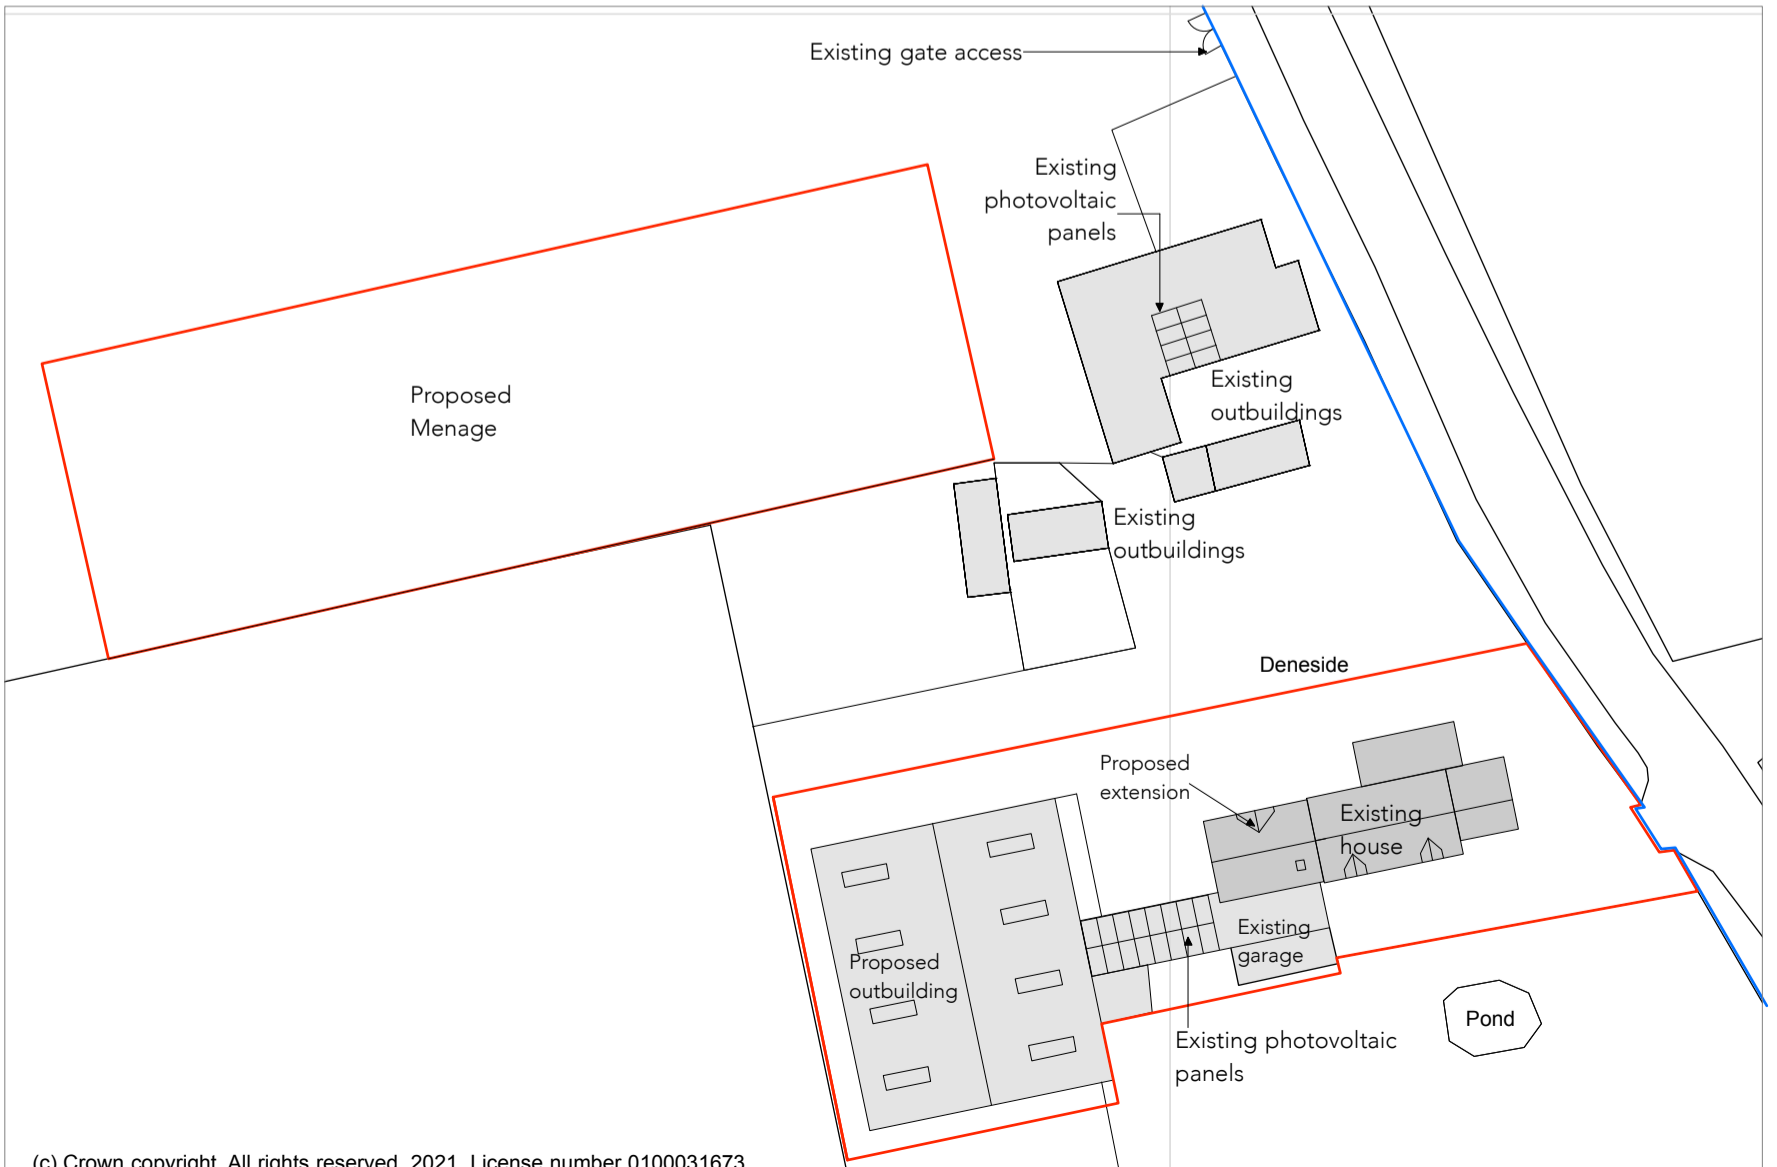 Existing gate access
Existing
photovoltaic
panels
Proposed
Menage
Existing
outbuildings
Existing
outbuildings
Deneside
Proposed
extension
Existing
house
Existing
garage
Proposed
outbuilding
Pond
Existing photovoltaic
panels
(c) Crown copyright. All rights reserved. 2021. License number 0100031673